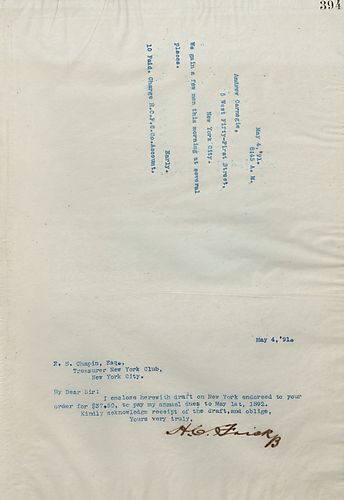 394
May 4, '91.
8:45 A. M.
Andrew Carnegie,
5 West Fifty-First Street,
New York City.
We gain a few men this morning at several
places.
Early.
10 Paid. Charge H.C.F.C.Co.Account.
May 4, '91.
E. S. Chapin, Esq.,
Treasurer New York Club,
New York City.
My Dear Sir:
I enclose herewith draft on New York endorsed to your
order for $37.50, to pay my annual dues to May 1st, 1892.
Kindly acknowledge receipt of the draft,and oblige,
Yours very truly,
H.C. Frick
B